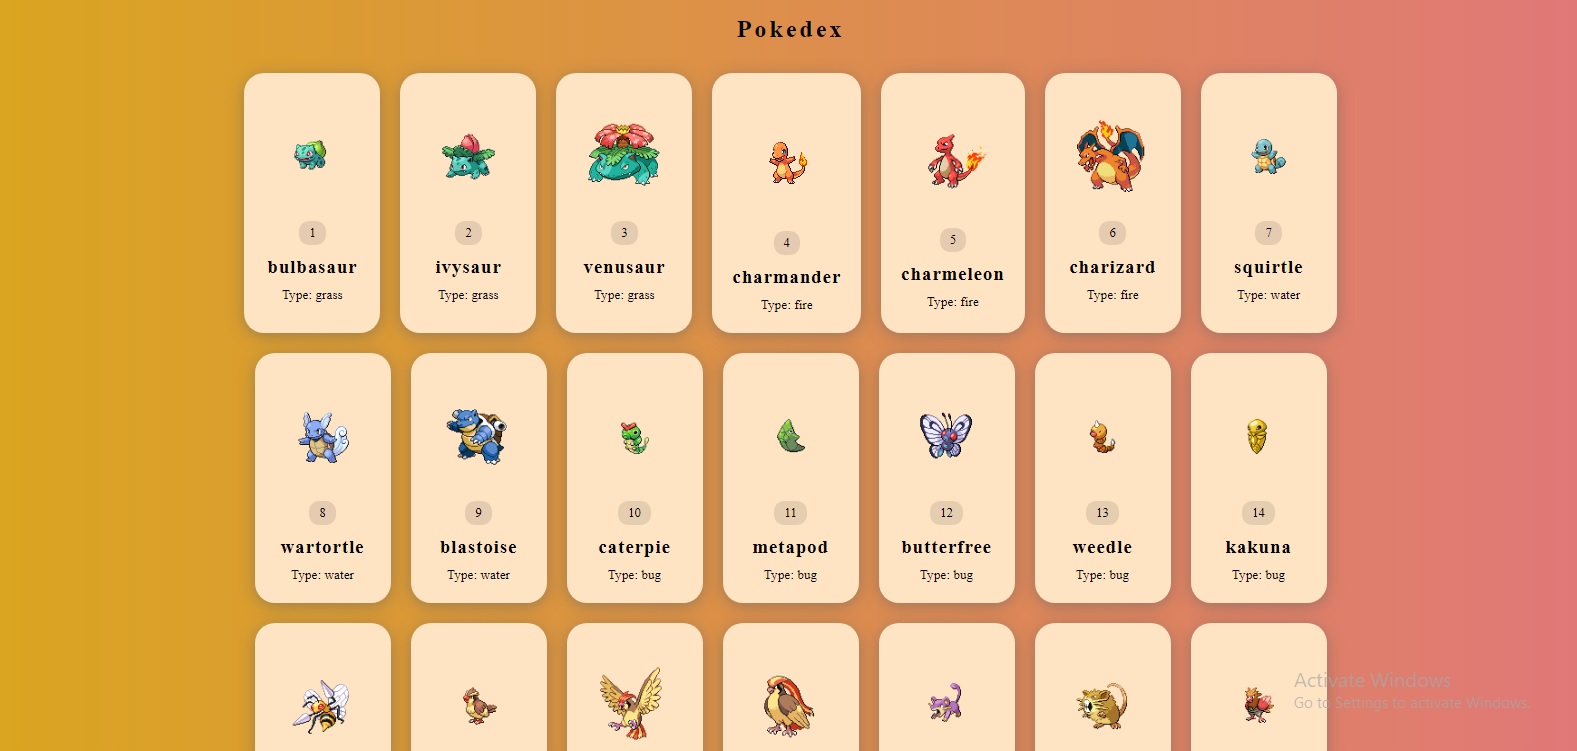 Pokedex
1
bulbasaur
Type: grass
2
ivysaur
Type: grass
3
venusaur
Type: grass
4
charmander
Type: fire
5
charmeleon
Type: fire
6
charizard
Type: fire
7
squirtle
Type: water
8
wartortle
Type: water
9
blastoise
Type: water
10
caterpie
Type: bug
11
metapod
Type: bug
12
butterfree
Type: bug
13
weedle
Type: bug
14
kakuna
Type: bug
Activate Windows
Go to Settings to activate Windows.